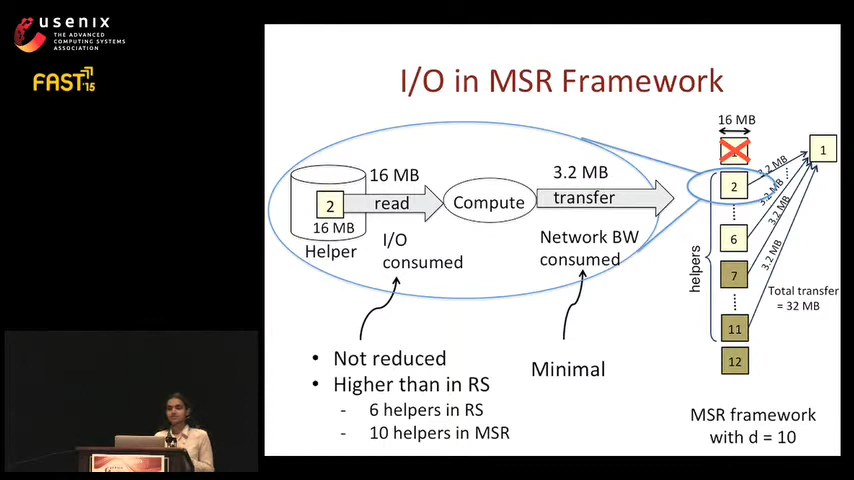 usenix
THE ADVANCED
COMPUTING SYSTEMS
ASSOCIATION
FAST '15
I/O in MSR Framework
16 MB
1
16 MB
3.2 MB
2
read
Compute
transfer
16 MB
Helper
I/O
consumed
Network BW
consumed
3.2 MB
3.2 MB
3.2 MB
3.2 MB
2
6
7
11
12
helpers
Total transfer
= 32 MB
• Not reduced
• Higher than in RS
- 6 helpers in RS
- 10 helpers in MSR
Minimal
MSR framework
with d = 10